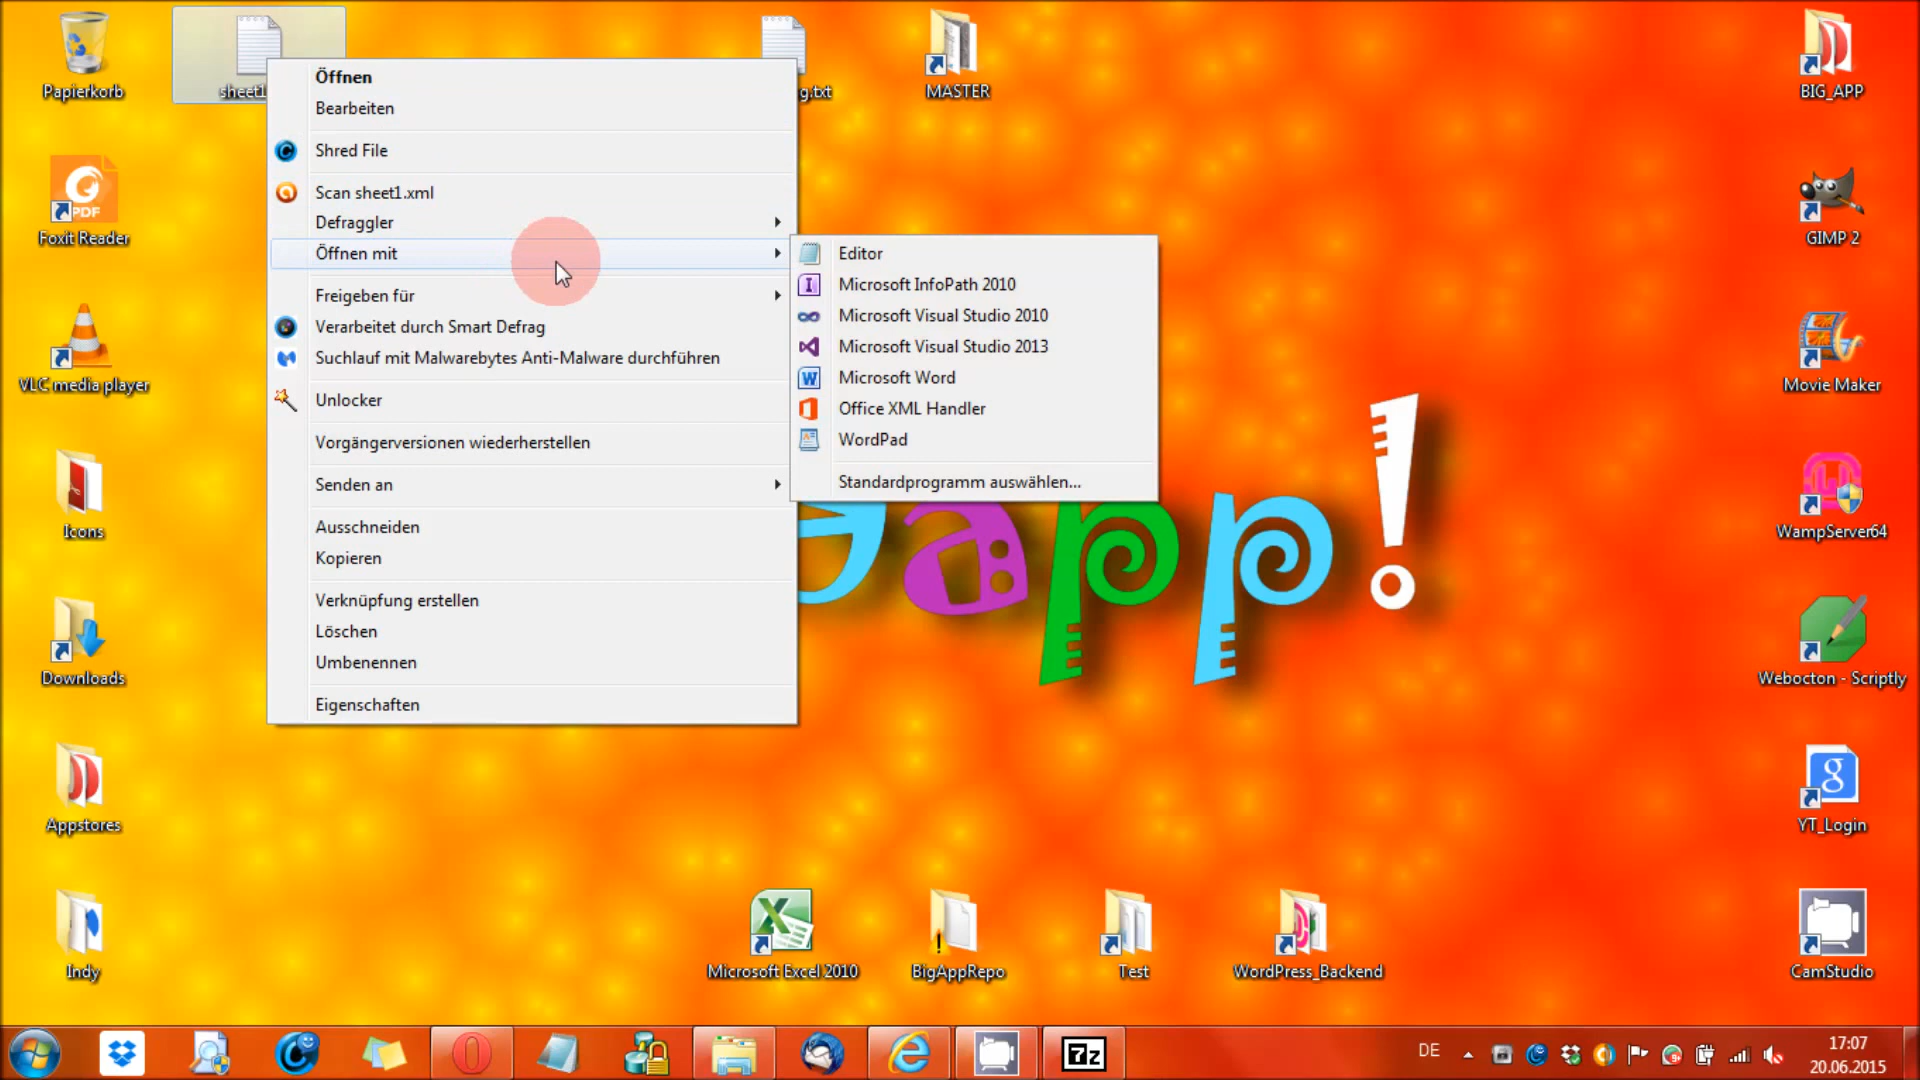 Papierkorb
sheet1
g.txt
MASTER
BIG_APP
Öffnen
Bearbeiten
Shred File
Scan sheet1.xml
Defraggler
Öffnen mit
Freigeben für
Verarbeitet durch Smart Defrag
Suchlauf mit Malwarebytes Anti-Malware durchführen
Unlocker
Vorgängerversionen wiederherstellen
Senden an
Ausschneiden
Kopieren
Verknüpfung erstellen
Löschen
Umbenennen
Eigenschaften
Editor
Microsoft InfoPath 2010
Microsoft Visual Studio 2010
Microsoft Visual Studio 2013
Microsoft Word
Office XML Handler
WordPad
Standardprogramm auswählen...
PDF
Foxit Reader
GIMP 2
VLC media player
Movie Maker
app!
Icons
WampServer64
Downloads
Webocton - Scriptly
Appstores
YT_Login
Indy
Microsoft Excel 2010
BigAppRepo
Test
WordPress_Backend
CamStudio
7z
DE
17:07
20.06.2015